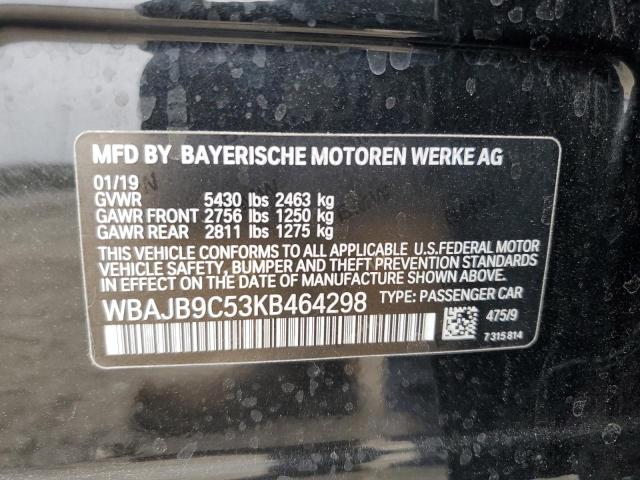 MFD BY BAYERISCHE MOTOREN WERKE AG
01/19
GVWR 5430 lbs 2463 kg
GAWR FRONT 2756 lbs 1250 kg
GAWR REAR 2811 lbs 1275 kg
THIS VEHICLE CONFORMS TO ALL APPLICABLE U.S.FEDERAL MOTOR
VEHICLE SAFETY, BUMPER AND THEFT PREVENTION STANDARDS
IN EFFECT ON THE DATE OF MANUFACTURE SHOWN ABOVE.
WBAJB9C53KB464298 TYPE: PASSENGER CAR
475/9
7315814